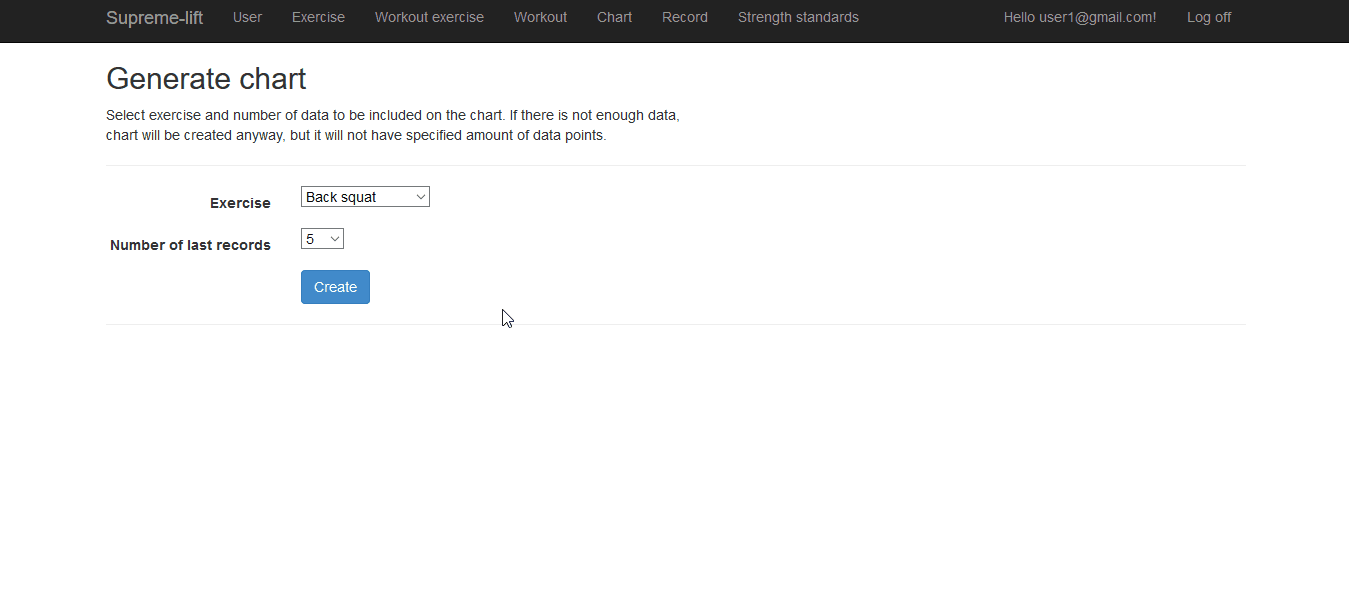 Supreme-lift User Exercise Workout exercise Workout Chart Record Strength standards Hello user1@gmail.com! Log off
Generate chart
Select exercise and number of data to be included on the chart. If there is not enough data,
chart will be created anyway, but it will not have specified amount of data points.
Exercise Back squat
Number of last records 5
Create